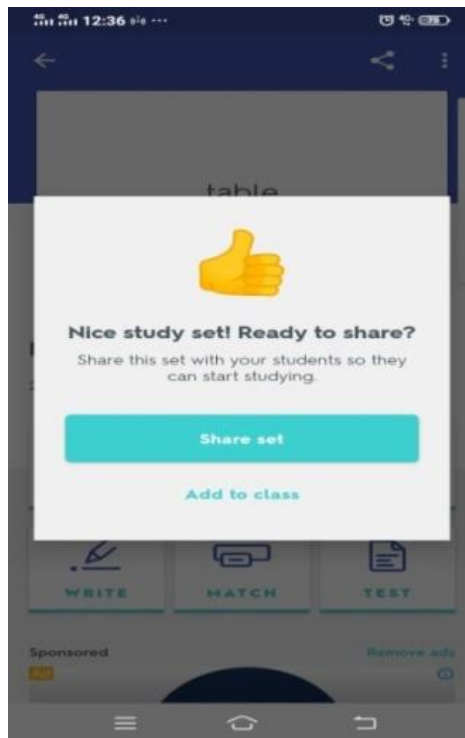 12:36
table
Nice study set! Ready to share?
Share this set with your students so they
can start studying.
Share set
Add to class
WRITE MATCH TEST
Sponsored Remove ads
Ad